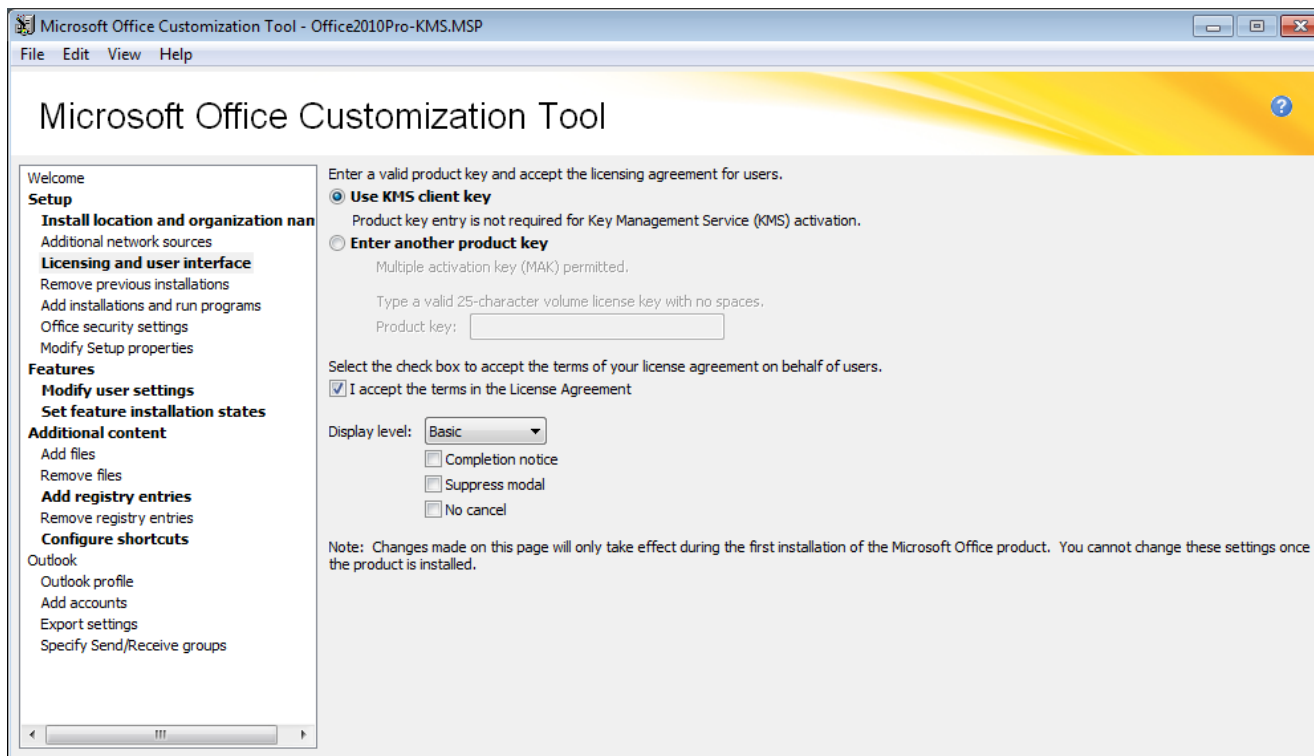 Microsoft Office Customization Tool - Office2010Pro-KMS.MSP
File Edit View Help
Microsoft Office Customization Tool
Welcome
Setup
Install location and organization nan
Additional network sources
Licensing and user interface
Remove previous installations
Add installations and run programs
Office security settings
Modify Setup properties
Features
Modify user settings
Set feature installation states
Additional content
Add files
Remove files
Add registry entries
Remove registry entries
Configure shortcuts
Outlook
Outlook profile
Add accounts
Export settings
Specify Send/Receive groups
Enter a valid product key and accept the licensing agreement for users.
Use KMS client key
Product key entry is not required for Key Management Service (KMS) activation.
Enter another product key
Multiple activation key (MAK) permitted.
Type a valid 25-character volume license key with no spaces.
Product key:
Select the check box to accept the terms of your license agreement on behalf of users.
I accept the terms in the License Agreement
Display level: Basic
Completion notice
Suppress modal
No cancel
Note: Changes made on this page will only take effect during the first installation of the Microsoft Office product. You cannot change these settings once
the product is installed.